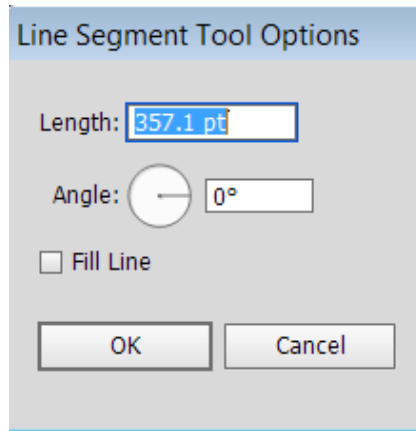 Line Segment Tool Options
Length: 357.1 pt
Angle: 0°
Fill Line
OK Cancel